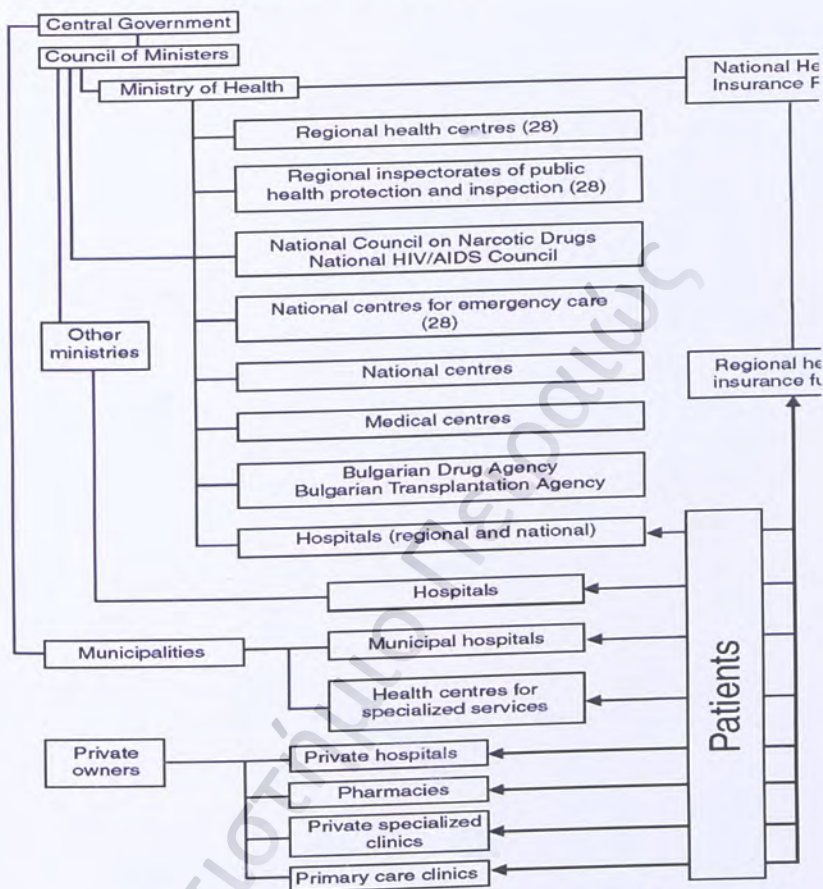 Central Government
Council of Ministers
Ministry of Health
National
Insurance
Regional health centres (28)
Regional inspectorates of public
health protection and inspection (28)
National Council on Narcotic Drugs
National HIV/AIDS Council
National centres for emergency care
(28)
Other
ministries
National centres
Regional
insurance
Medical centres
Bulgarian Drug Agency
Bulgarian Transplantation Agency
Hospitals (regional and national)
Hospitals
Municipalities
Municipal hospitals
Health centres for
specialized services
Patients
Private
owners
Private hospitals
Pharmacies
Private specialized
clinics
Primary care clinics
Πειραιώς